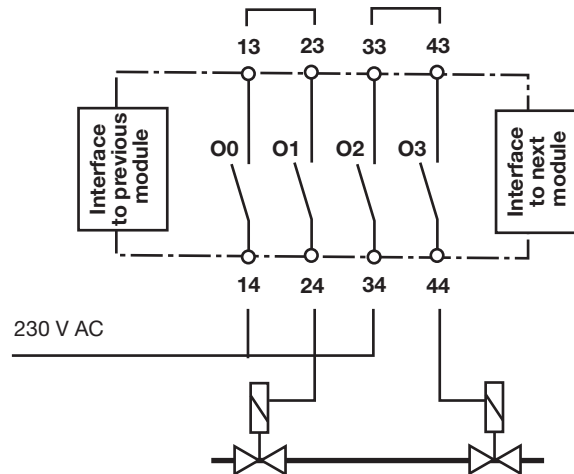 13 23 33 43
Interface
to previous
module
O0 O1 O2 O3
Interface
to next
module
14 24 34 44
230 V AC